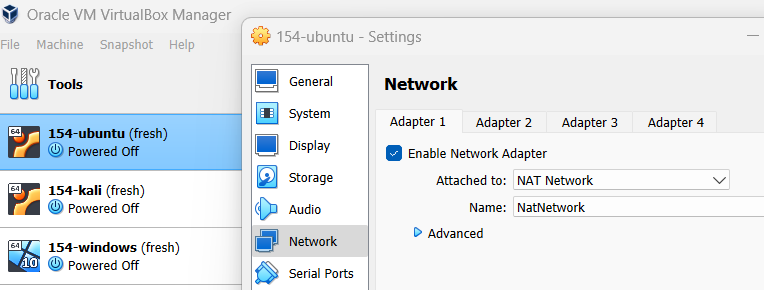 Oracle VM VirtualBox Manager
File Machine Snapshot Help
Tools
64
154-ubuntu (fresh)
Powered Off
64
154-kali (fresh)
Powered Off
64
10
154-windows (fresh)
Powered Off
154-ubuntu - Settings
General
System
Display
Storage
Audio
Network
Serial Ports
Network
Adapter 1 Adapter 2 Adapter 3 Adapter 4
Enable Network Adapter
Attached to: NAT Network
Name: NatNetwork
Advanced